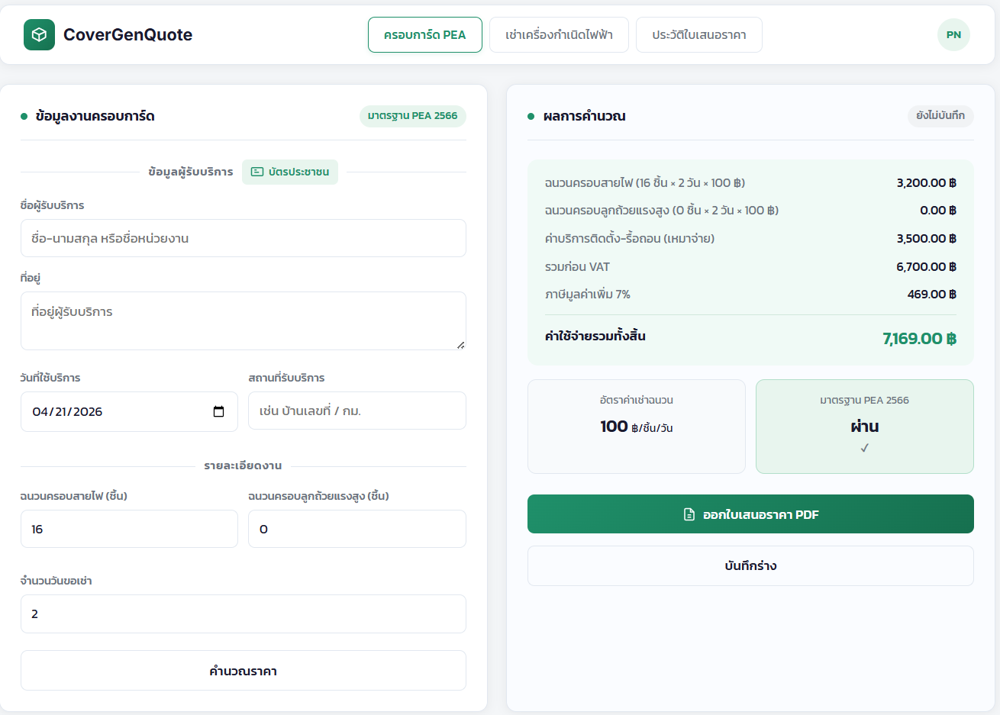 CoverGenQuote
ครอบการ์ด PEA
เช่าเครื่องกำเนิดไฟฟ้า
ประวัติใบเสนอราคา
PN
ข้อมูลงานครอบการ์ด
มาตรฐาน PEA 2566
ข้อมูลผู้รับบริการ
บัตรประชาชน
ชื่อผู้รับบริการ
ชื่อ-นามสกุล หรือชื่อหน่วยงาน
ที่อยู่
ที่อยู่ผู้รับบริการ
วันที่ใช้บริการ
สถานที่รับบริการ
04/21/2026
เช่น บ้านเลขที่ / กม.
รายละเอียดงาน
ฉนวนครอบสายไฟ (ชิ้น)
ฉนวนครอบลูกถ้วยแรงสูง (ชิ้น)
16
0
จำนวนวันขอเช่า
2
คำนวณราคา
ผลการคำนวณ
ยังไม่บันทึก
ฉนวนครอบสายไฟ (16 ชิ้น × 2 วัน × 100 ฿)
3,200.00 ฿
ฉนวนครอบลูกถ้วยแรงสูง (0 ชิ้น × 2 วัน × 100 ฿)
0.00 ฿
ค่าบริการติดตั้ง-รื้อถอน (เหมาจ่าย)
3,500.00 ฿
รวมก่อน VAT
6,700.00 ฿
ภาษีมูลค่าเพิ่ม 7%
469.00 ฿
ค่าใช้จ่ายรวมทั้งสิ้น
7,169.00 ฿
อัตราค่าเช่าฉนวน
100 ฿/ชิ้น/วัน
มาตรฐาน PEA 2566
ผ่าน
✓
ออกใบเสนอราคา PDF
บันทึกร่าง